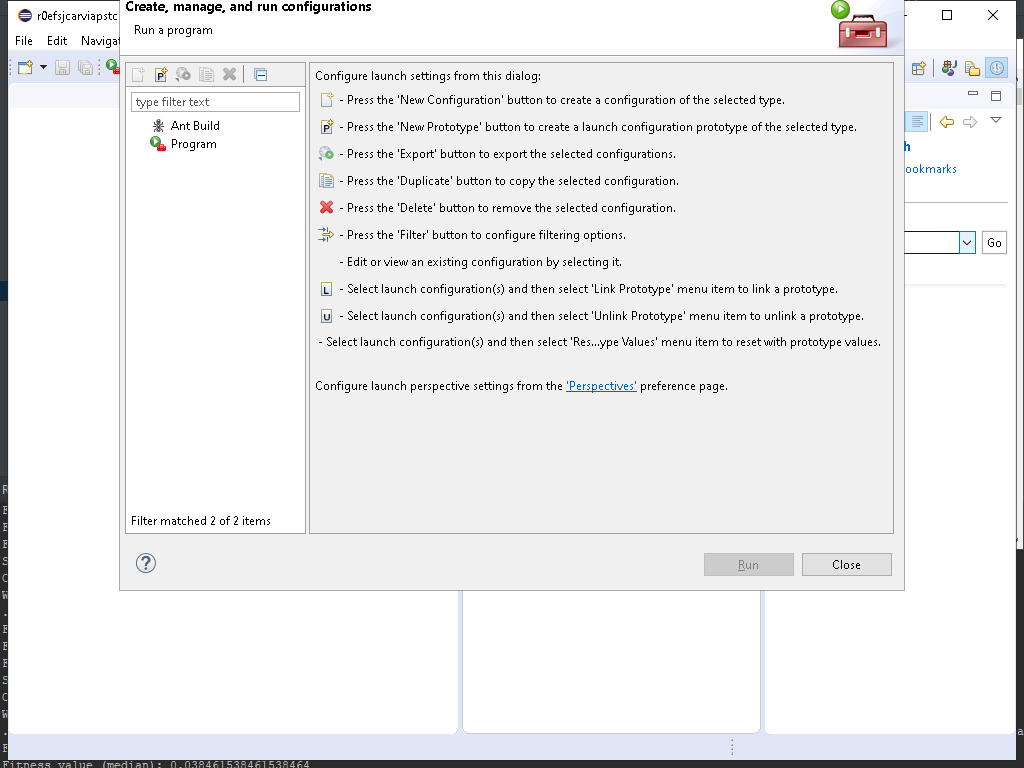 Create, manage, and run configurations
Run a program
r0efsjcarviapstc
File Edit Navigat
type filter text
Ant Build
Program
Filter matched 2 of 2 items
Configure launch settings from this dialog:
- Press the 'New Configuration' button to create a configuration of the selected type.
P - Press the 'New Prototype' button to create a launch configuration prototype of the selected type.
- Press the 'Export' button to export the selected configurations.
- Press the 'Duplicate' button to copy the selected configuration.
- Press the 'Delete' button to remove the selected configuration.
- Press the 'Filter' button to configure filtering options.
- Edit or view an existing configuration by selecting it.
L - Select launch configuration(s) and then select 'Link Prototype' menu item to link a prototype.
U - Select launch configuration(s) and then select 'Unlink Prototype' menu item to unlink a prototype.
- Select launch configuration(s) and then select 'Res...ype Values' menu item to reset with prototype values.
Configure launch perspective settings from the 'Perspectives' preference page.
h
ookmarks
Go
?
Run
Close
Fitness value (median): 0.038461538461538464